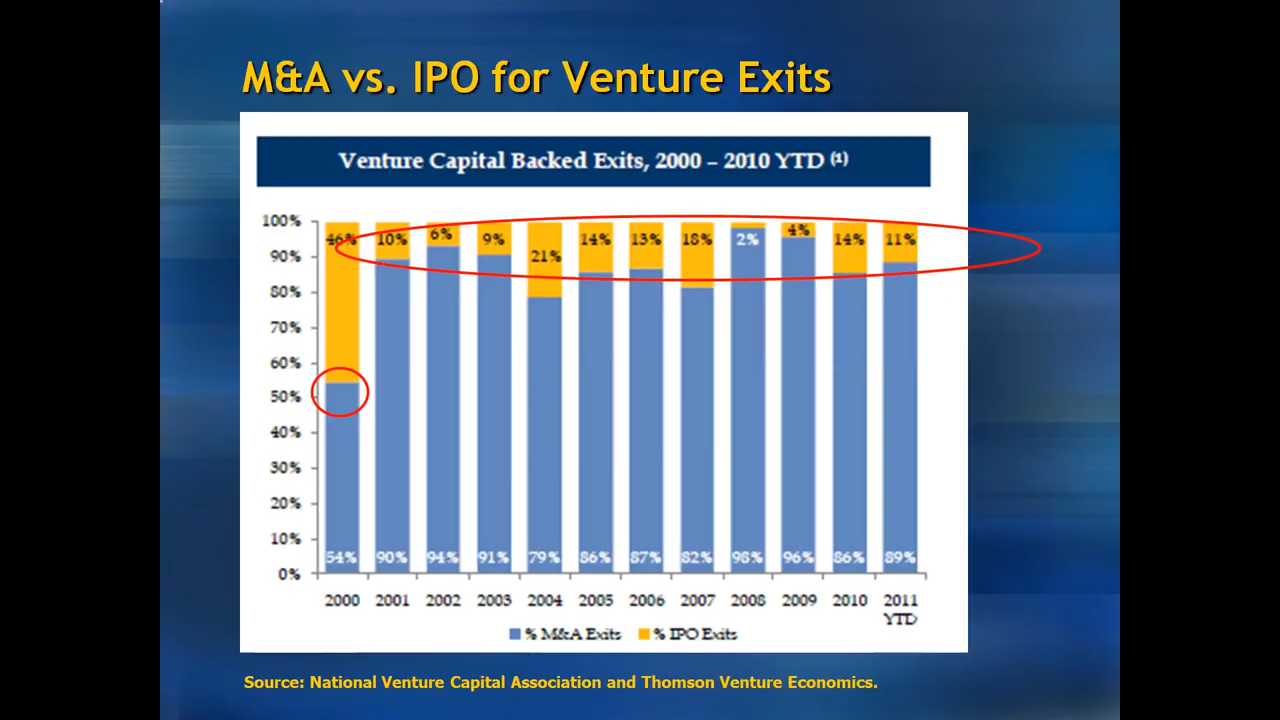 M&A vs. IPO for Venture Exits
Venture Capital Backed Exits, 2000 – 2010 YTD (1)
100%
90%
80%
70%
60%
50%
40%
30%
20%
10%
0%
46% 10% 6% 9% 21% 14% 13% 18% 2% 4% 14% 11%
54% 90% 94% 91% 79% 86% 87% 82% 98% 96% 86% 89%
2000 2001 2002 2003 2004 2005 2006 2007 2008 2009 2010 2011
YTD
% M&A Exits % IPO Exits
Source: National Venture Capital Association and Thomson Venture Economics.